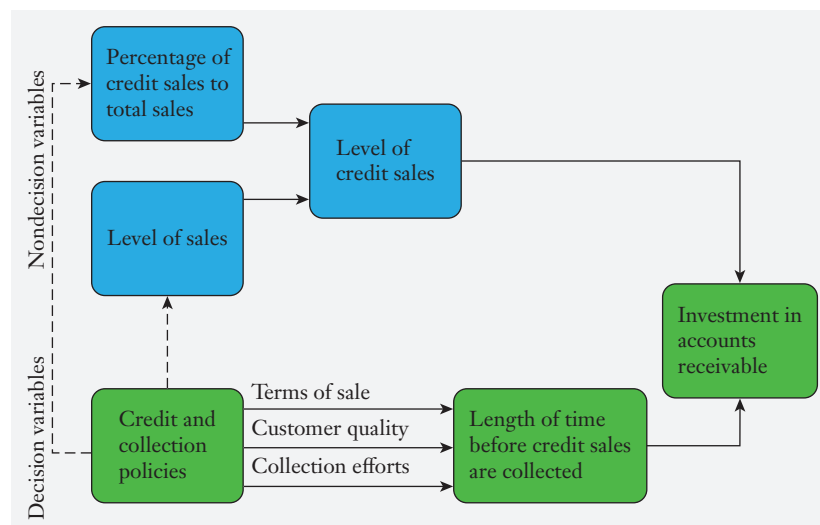 Percentage of
credit sales to
total sales
Level of
credit sales
Nondecision variables
Level of sales
Investment in
accounts
receivable
Decision variables
Credit and
collection
policies
Terms of sale
Customer quality
Collection efforts
Length of time
before credit sales
are collected